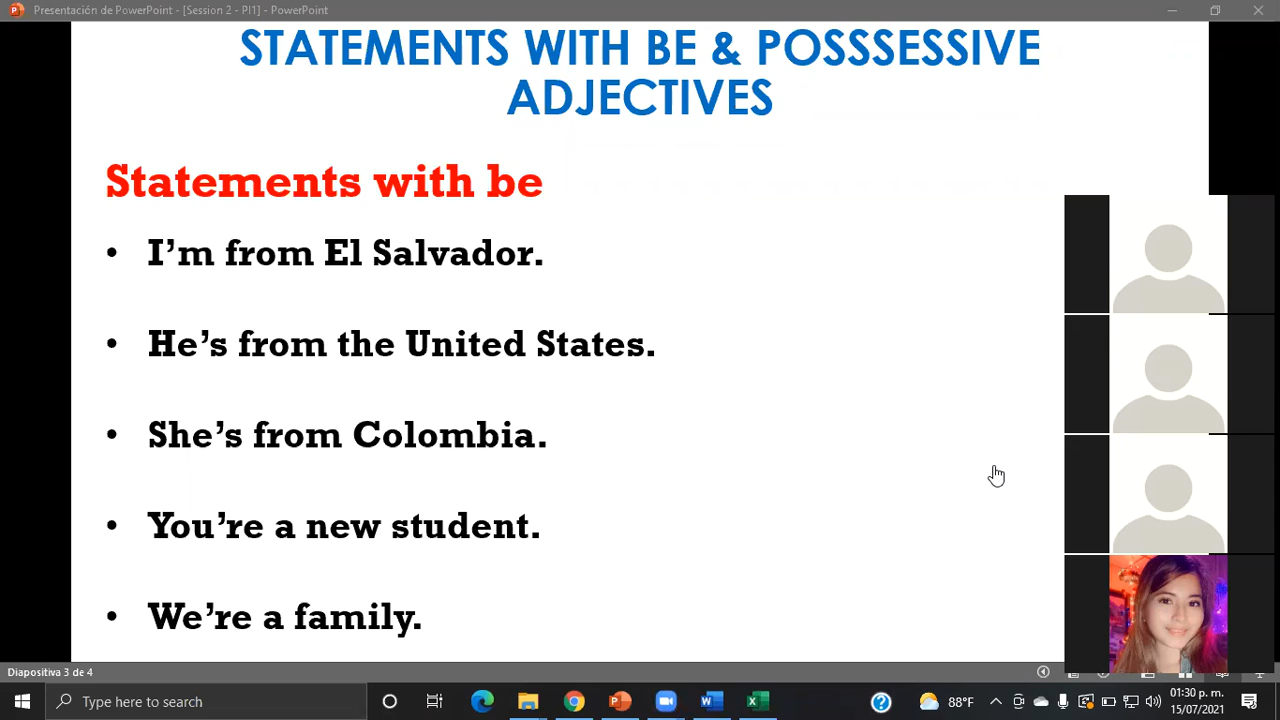 Presentación de PowerPoint - [Session 2 - PI1] - PowerPoint
STATEMENTS WITH BE & POSSSESSIVE
ADJECTIVES
Statements with be
• I’m from El Salvador.
• He’s from the United States.
• She’s from Colombia.
• You’re a new student.
• We’re a family.
Diapositiva 3 de 4
Type here to search
88°F
01:30 p. m.
15/07/2021